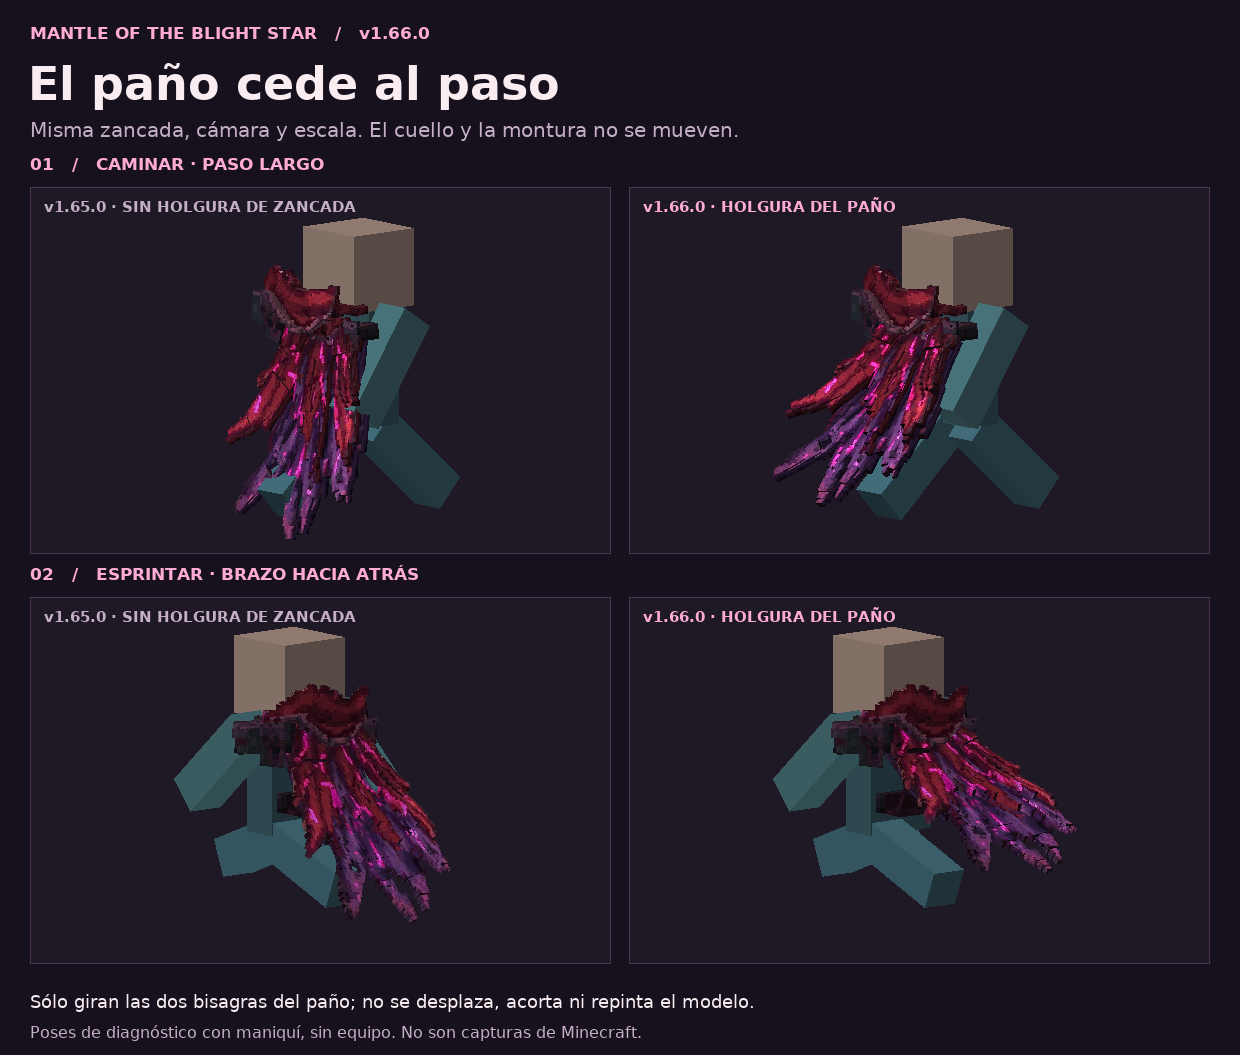 MANTLE OF THE BLIGHT STAR / v1.66.0
El paño cede al paso
Misma zancada, cámara y escala. El cuello y la montura no se mueven.
01 / CAMINAR · PASO LARGO
v1.65.0 · SIN HOLGURA DE ZANCADA
v1.66.0 · HOLGURA DEL PAÑO
02 / ESPRINTAR · BRAZO HACIA ATRÁS
v1.65.0 · SIN HOLGURA DE ZANCADA
v1.66.0 · HOLGURA DEL PAÑO
Sólo giran las dos bisagras del paño; no se desplaza, acorta ni repinta el modelo.
Poses de diagnóstico con maniquí, sin equipo. No son capturas de Minecraft.